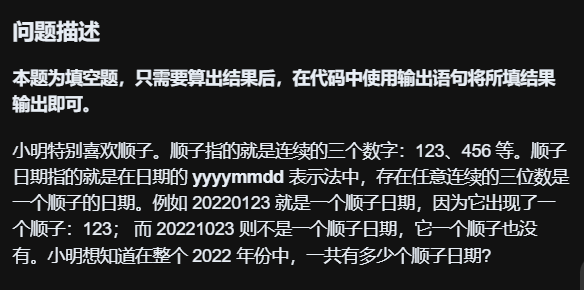 问题描述
本题为填空题，只需要算出结果后，在代码中使用输出语句将所填结果
输出即可。
小明特别喜欢顺子。顺子指的就是连续的三个数字：123、456 等。顺子
日期指的就是在日期的 yyyymmdd 表示法中，存在任意连续的三位数是
一个顺子的日期。例如 20220123 就是一个顺子日期，因为它出现了一
个顺子：123； 而 20221023 则不是一个顺子日期，它一个顺子也没
有。小明想知道在整个 2022 年份中，一共有多少个顺子日期?